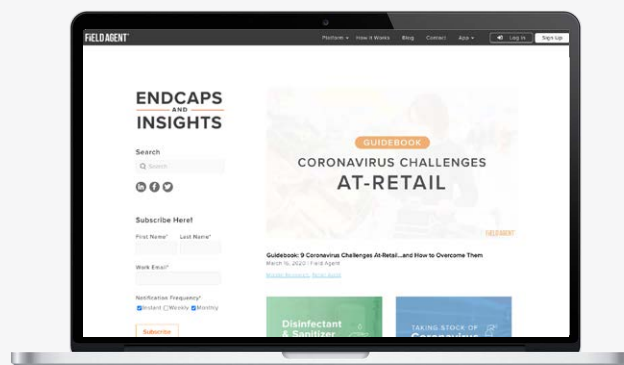 FiELD AGENT
Platform How It Works Blog Contact App Log In Sign Up
ENDCAPS
AND
INSIGHTS
Search
Search
Subscribe Here!
First Name* Last Name*
Work Email*
Notification Frequency*
Instant Weekly Monthly
Subscribe
GUIDEBOOK
CORONAVIRUS CHALLENGES
AT-RETAIL
FiELD AGENT
Guidebook: 9 Coronavirus Challenges At-Retail...and How to Overcome Them
March 16, 2020 | Field Agent
Disinfectant
& Sanitizer
TAKING STOCK OF
Coronavirus